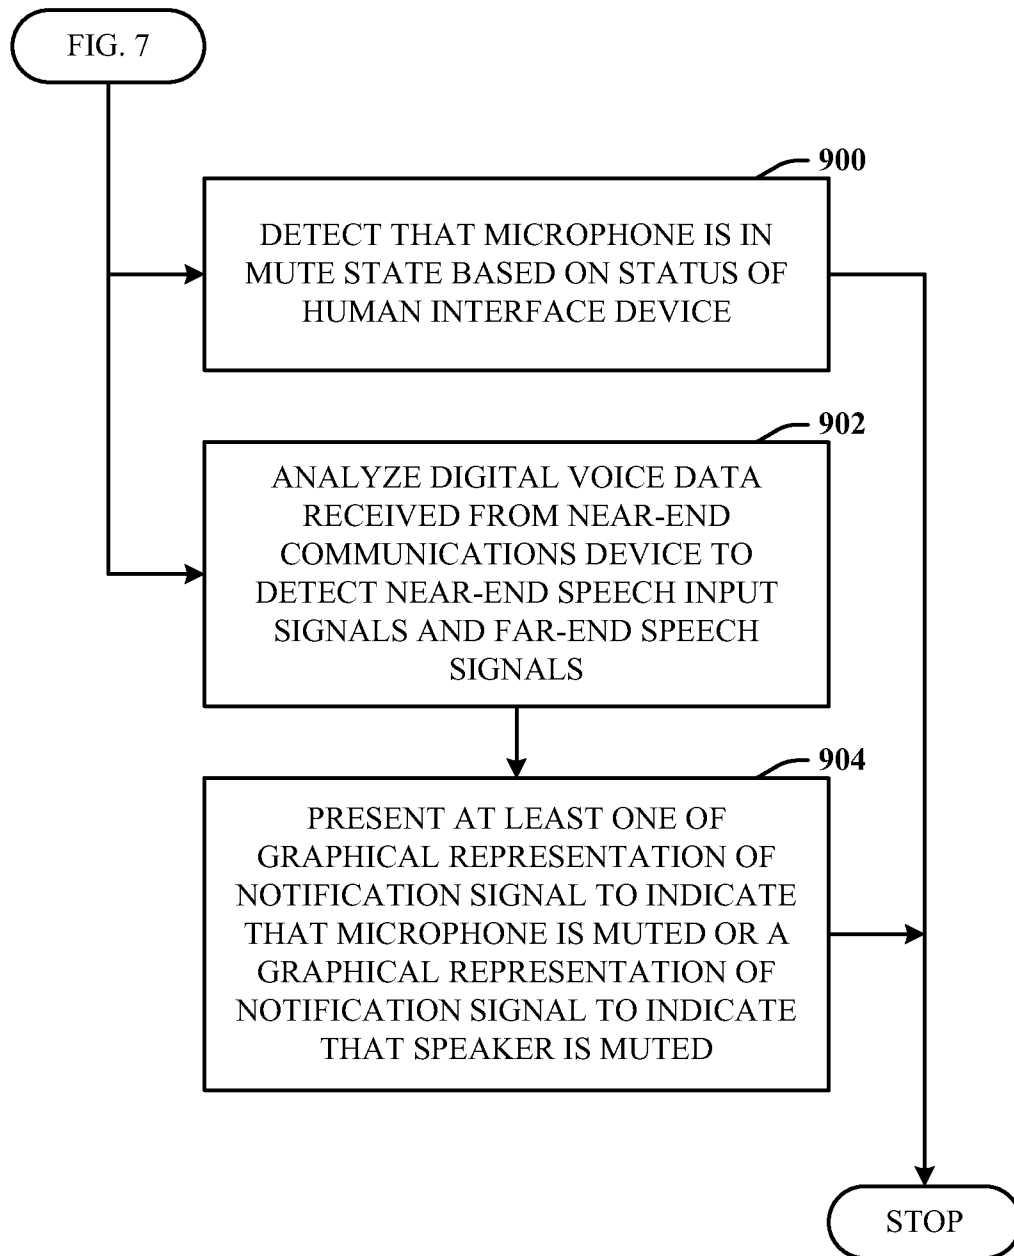 FIG. 7
900
DETECT THAT MICROPHONE IS IN
MUTE STATE BASED ON STATUS OF
HUMAN INTERFACE DEVICE
902
ANALYZE DIGITAL VOICE DATA
RECEIVED FROM NEAR-END
COMMUNICATIONS DEVICE TO
DETECT NEAR-END SPEECH INPUT
SIGNALS AND FAR-END SPEECH
SIGNALS
904
PRESENT AT LEAST ONE OF
GRAPHICAL REPRESENTATION OF
NOTIFICATION SIGNAL TO INDICATE
THAT MICROPHONE IS MUTED OR A
GRAPHICAL REPRESENTATION OF
NOTIFICATION SIGNAL TO INDICATE
THAT SPEAKER IS MUTED
STOP